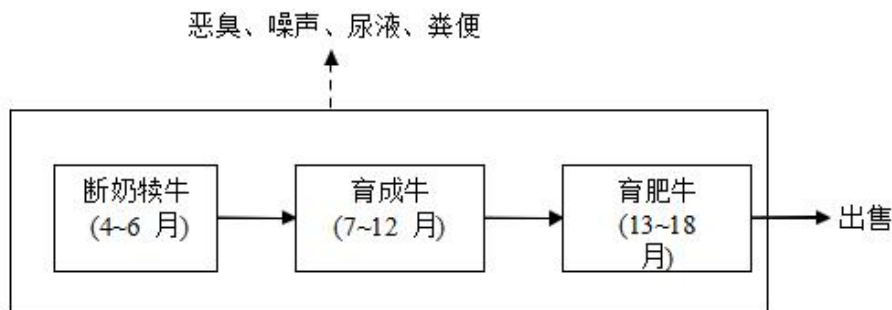 恶臭、噪声、尿液、粪便
断奶犊牛
(4~6 月)
育成牛
(7~12 月)
育肥牛
(13~18
月)
出售